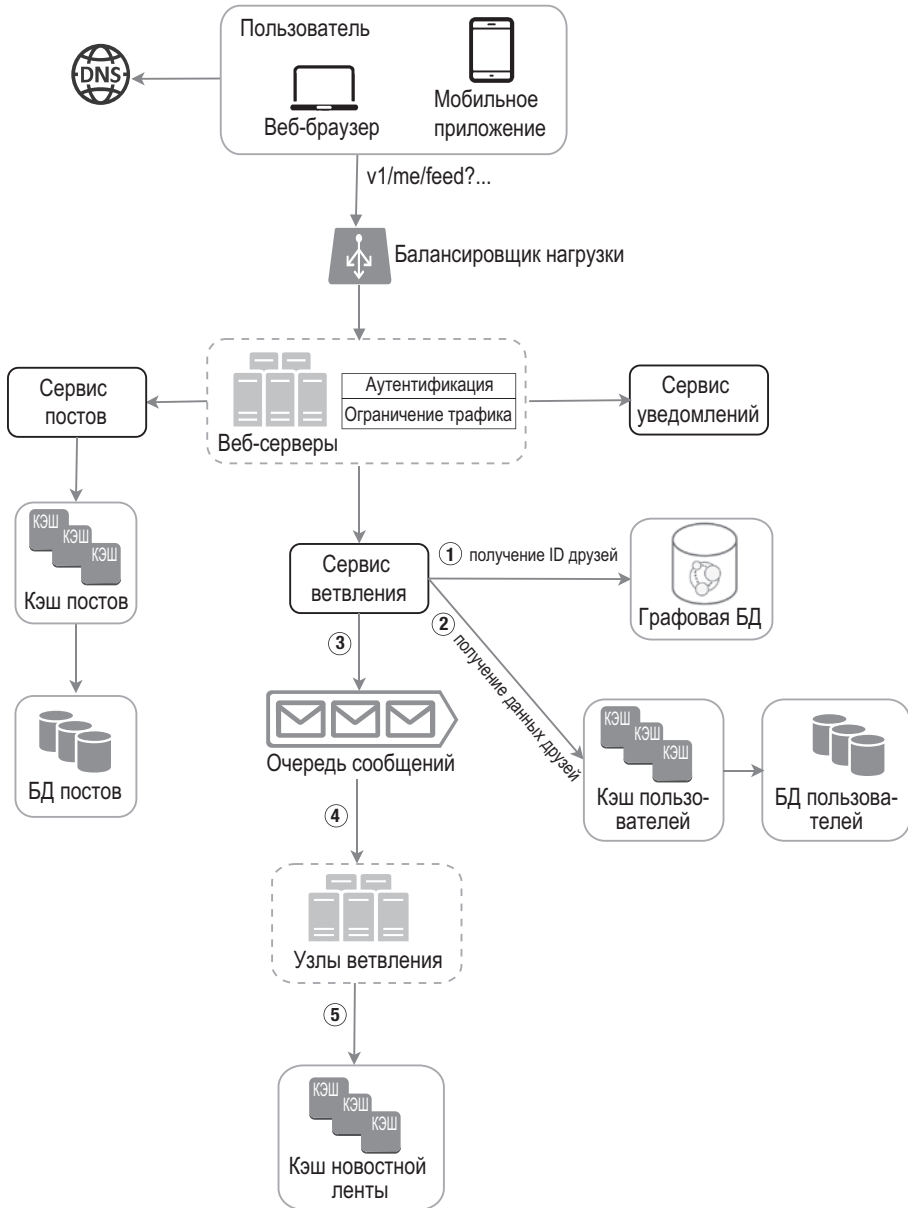 Пользователь
DNS
Веб-браузер
Мобильное
приложение
v1/me/feed?...
Балансировщик нагрузки
Сервис
постов
Аутентификация
Ограничение трафика
Веб-серверы
Сервис
уведомлений
КЭШ
КЭШ
КЭШ
Кэш постов
Сервис
ветвления
1 получение ID друзей
Графовая БД
2 получение данных друзей
3
БД постов
Очередь сообщений
КЭШ
КЭШ
КЭШ
Кэш пользо-
вателей
БД пользова-
телей
4
Узлы ветвления
5
КЭШ
КЭШ
КЭШ
Кэш новостной
ленты